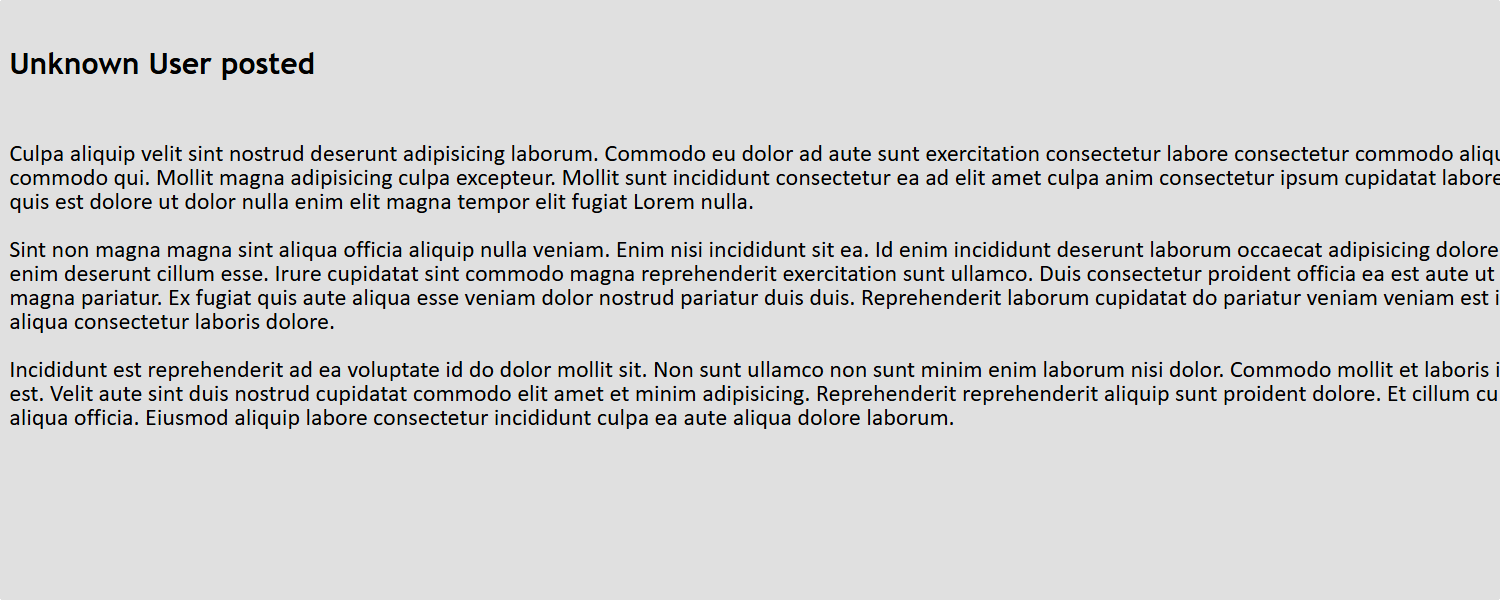 Unknown User posted
Culpa aliquip velit sint nostrud deserunt adipisicing laborum. Commodo eu dolor ad aute sunt exercitation consectetur labore consectetur commodo
commodo qui. Mollit magna adipisicing culpa excepteur. Mollit sunt incididunt consectetur ea ad elit amet culpa anim consectetur ipsum cupidatat labore
quis est dolore ut dolor nulla enim elit magna tempor elit fugiat Lorem nulla.
Sint non magna magna sint aliqua officia aliquip nulla veniam. Enim nisi incididunt sit ea. Id enim incididunt deserunt laborum occaecat adipisicing dolore
enim deserunt cillum esse. Irure cupidatat sint commodo magna reprehenderit exercitation sunt ullamco. Duis consectetur proident officia ea est aute ut
magna pariatur. Ex fugiat quis aute aliqua esse veniam dolor nostrud pariatur duis duis. Reprehenderit laborum cupidatat do pariatur veniam veniam est
aliqua consectetur laboris dolore.
Incididunt est reprehenderit ad ea voluptate id do dolor mollit sit. Non sunt ullamco non sunt minim enim laborum nisi dolor. Commodo mollit et laboris
est. Velit aute sint duis nostrud cupidatat commodo elit amet et minim adipisicing. Reprehenderit reprehenderit aliquip sunt proident dolore. Et cillum
aliqua officia. Eiusmod aliquip labore consectetur incididunt culpa ea aute aliqua dolore laborum.